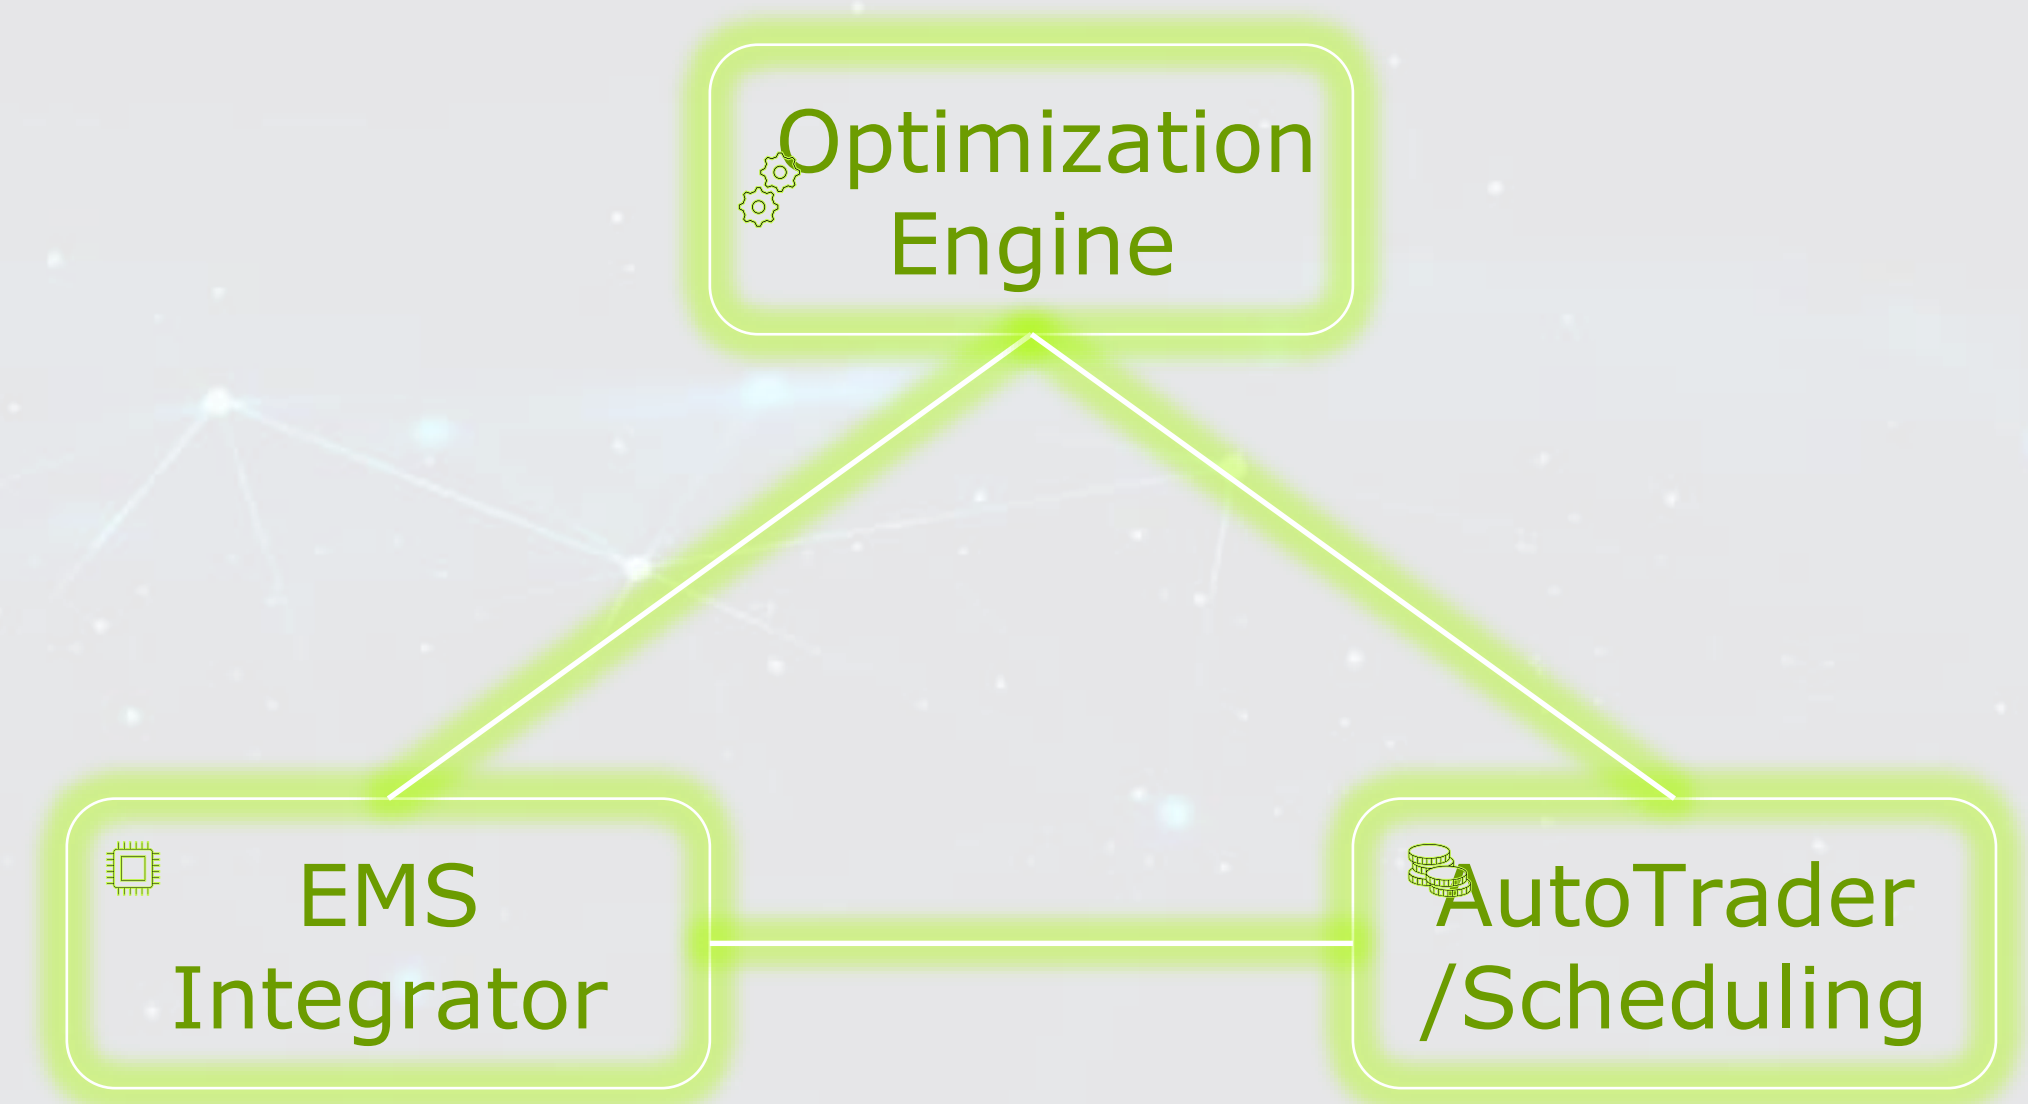 Optimization
Engine
EMS
Integrator
AutoTrader
/Scheduling